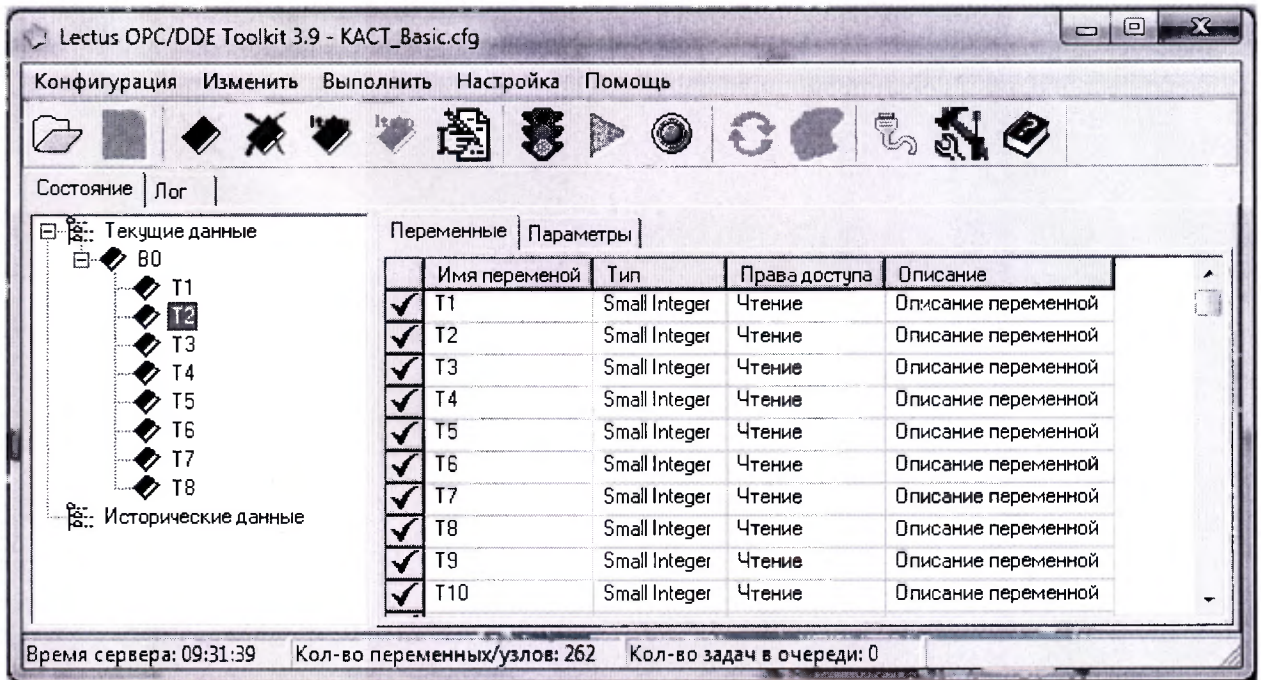 Lectus OPC/DDE Toolkit 3.9 - KACT_Basic.cfg
Конфигурация Изменить Выполнить Настройка Помощь
Состояние Лог
Текущие данные
B0
T1
T2
T3
T4
T5
T6
T7
T8
Исторические данные
Переменные Параметры
Имя переменой Тип Права доступа Описание
T1 Small Integer Чтение Описание переменной
T2 Small Integer Чтение Описание переменной
T3 Small Integer Чтение Описание переменной
T4 Small Integer Чтение Описание переменной
T5 Small Integer Чтение Описание переменной
T6 Small Integer Чтение Описание переменной
T7 Small Integer Чтение Описание переменной
T8 Small Integer Чтение Описание переменной
T9 Small Integer Чтение Описание переменной
T10 Small Integer Чтение Описание переменной
Время сервера: 09:31:39 Кол-во переменных/узлов: 262 Кол-во задач в очереди: 0